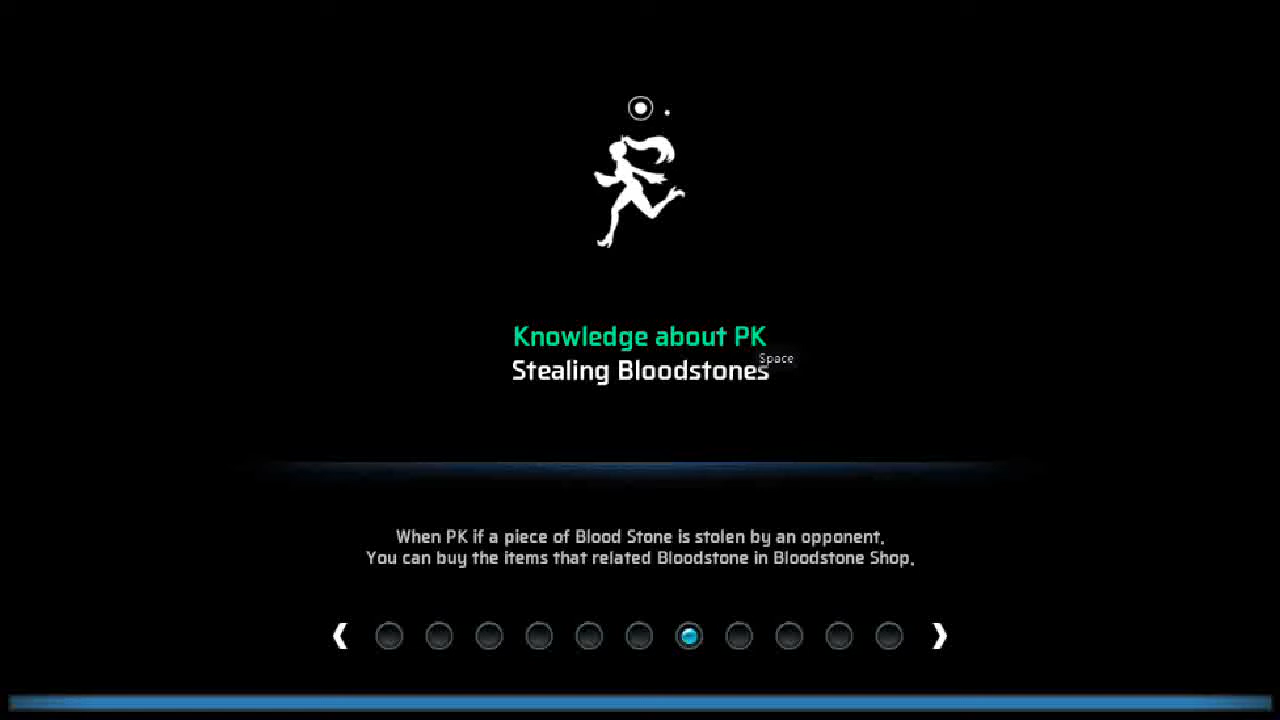 Knowledge about PK
Space
Stealing Bloodstones
When PK if a piece of Blood Stone is stolen by an opponent.
You can buy the items that related Bloodstone in Bloodstone Shop.